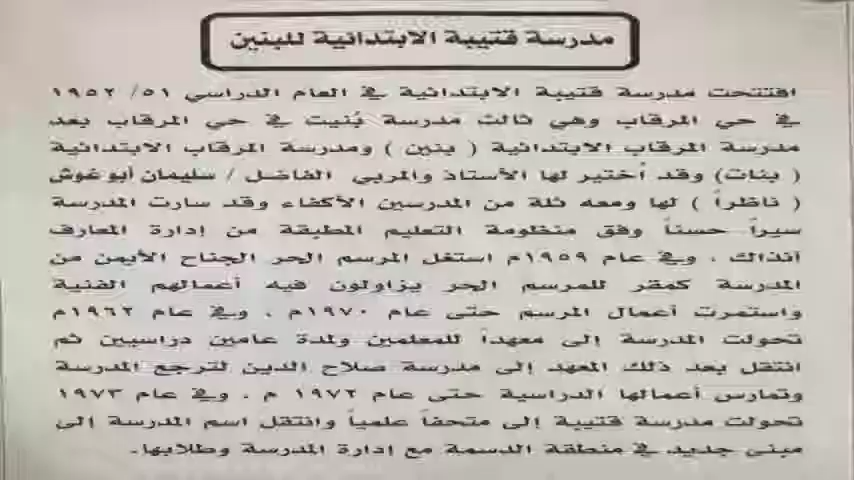 مدرسة قتيبة الابتدائية للبنين
افتتحت مدرسة قتيبة الابتدائية في العام الدراسي ٥١/ ١٩٥٢
في حي المرقاب وهي ثالث مدرسة بُنيت في حي المرقاب بعد
مدرسة المرقاب الابتدائية ( بنين ) ومدرسة المرقاب الابتدائية
( بنات) وقد أختير لها الأستاذ والمربي الفاضل / سليمان أبو غوش
( ناظراً ) لها ومعه ثلة من المدرسين الأكفاء وقد سارت المدرسة
سيراً حسناً وفق منظومة التعليم المطبقة من إدارة المعارف
آنذاك . وفي عام ١٩٥٩م استغل المرسم الحر الجناح الأيمن من
المدرسة كمقر للمرسم الحر يزاولون فيه أعمالهم الفنية
واستمرت أعمال المرسم حتى عام ١٩٧٠م . وفي عام ١٩٦٢م
تحولت المدرسة إلى معهداً للمعلمين ولمدة عامين دراسيين ثم
انتقل بعد ذلك المعهد إلى مدرسة صلاح الدين لترجع المدرسة
وتمارس أعمالها الدراسية حتى عام ١٩٧٢ م . وفي عام ١٩٧٣
تحولت مدرسة قتيبة إلى متحفاً علمياً وانتقل اسم المدرسة إلى
مبنى جديد في منطقة الدسمة مع إدارة المدرسة وطلابها.